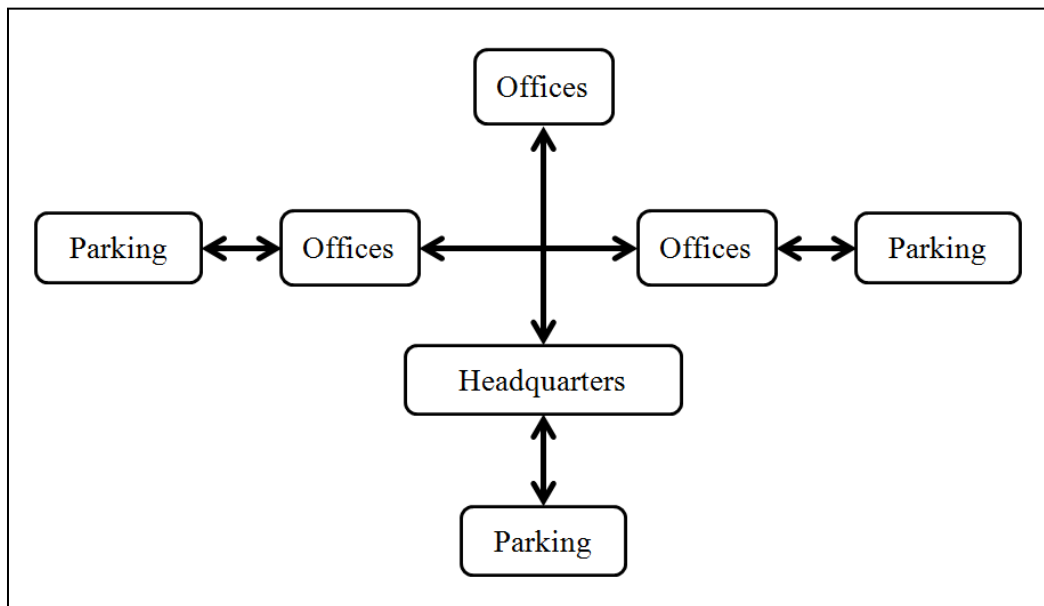 Offices
Parking
Offices
Offices
Parking
Headquarters
Parking